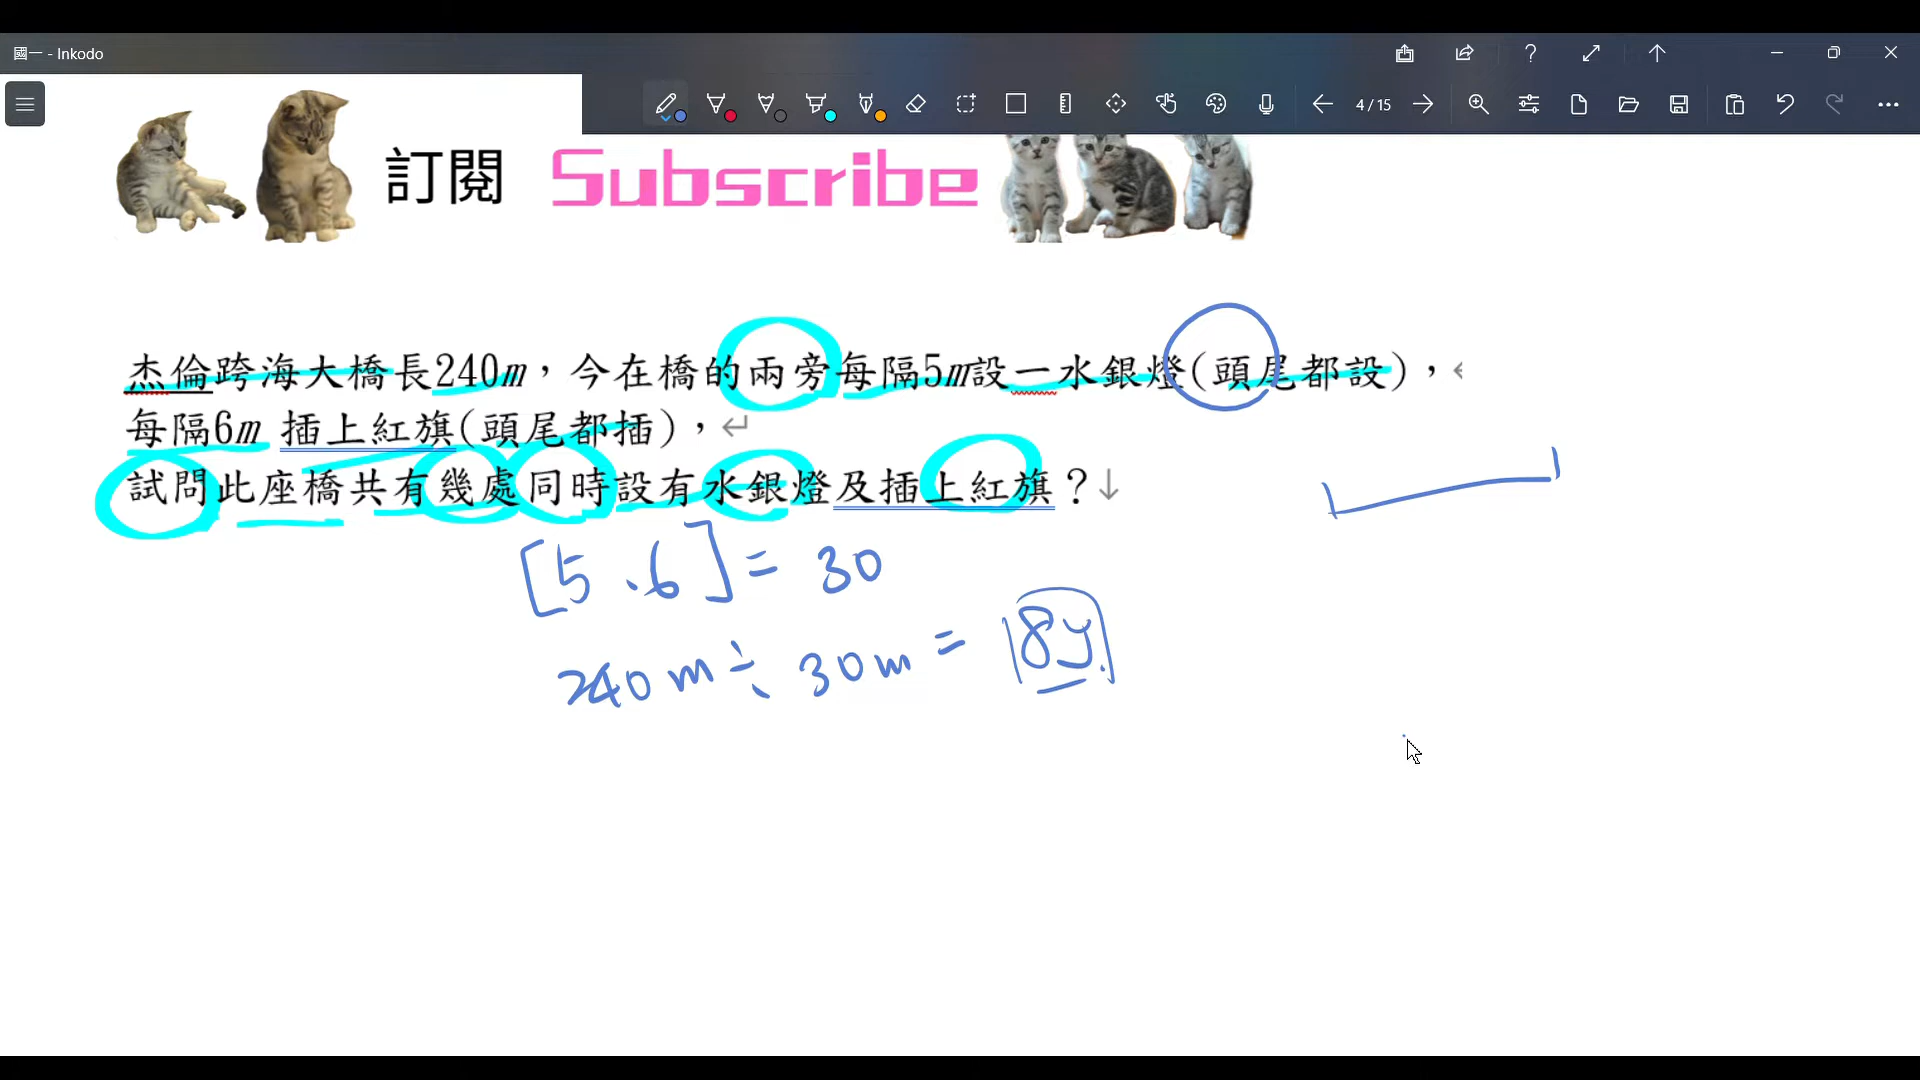 國一 - Inkodo
4/15
訂閱 Subscribe
杰倫跨海大橋長240m，今在橋的兩旁每隔5m設一水銀燈(頭尾都設)，
每隔6m 插上紅旗(頭尾都插)，
試問此座橋共有幾處同時設有水銀燈及插上紅旗？
[5、6] = 30
240m ÷ 30m = 8